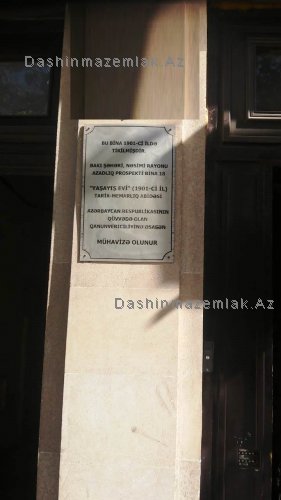 Dashinmazemlak.Az
BU BİNA 1901-Cİ İLDƏ
TİKİLMİŞDİR
BAKI ŞƏHƏRİ, NƏSİMİ RAYONU
AZADLIQ PROSPEKTİ BİNA 18
"YAŞAYIŞ EVİ" (1901-Cİ İL)
TARİX-MEMARLIQ ABİDƏSİ
AZƏRBAYCAN RESPUBLİKASININ
QÜVVƏDƏ OLAN
QANUNVERİCİLİYİNƏ ƏSASƏN
MÜHAVİZƏ OLUNUR
Dashinmazemlak.Az